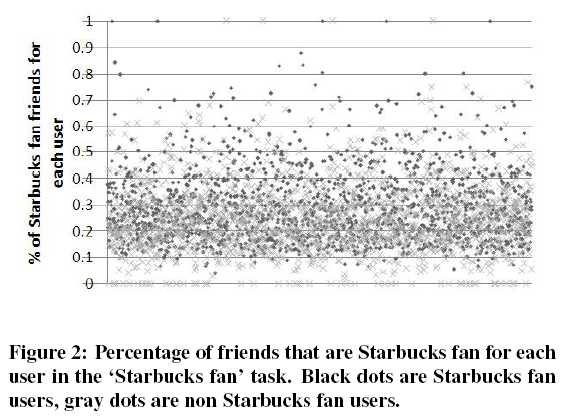 % of Starbucks fan friends for
each user
1
0.9
0.8
0.7
0.6
0.5
0.4
0.3
0.2
0.1
0
Figure 2: Percentage of friends that are Starbucks fan for each
user in the ‘Starbucks fan’ task. Black dots are Starbucks fan
users, gray dots are non Starbucks fan users.